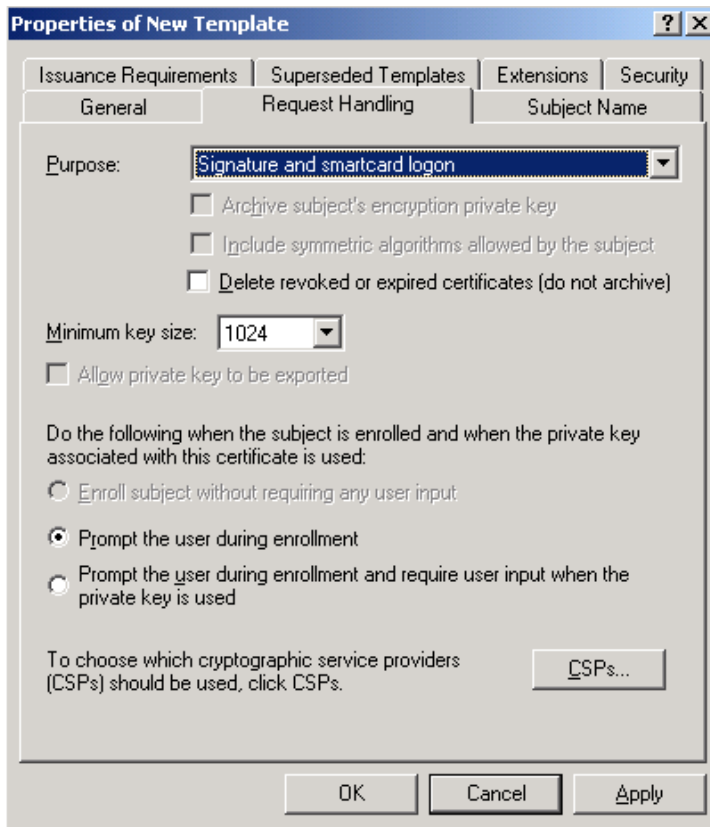 Properties of New Template
Issuance Requirements Superseded Templates Extensions Security
General Request Handling Subject Name
Purpose: Signature and smartcard logon
Archive subject's encryption private key
Include symmetric algorithms allowed by the subject
Delete revoked or expired certificates (do not archive)
Minimum key size: 1024
Allow private key to be exported
Do the following when the subject is enrolled and when the private key
associated with this certificate is used:
Enroll subject without requiring any user input
Prompt the user during enrollment
Prompt the user during enrollment and require user input when the
private key is used
To choose which cryptographic service providers
(CSPs) should be used, click CSPs.
CSPs...
OK Cancel Apply